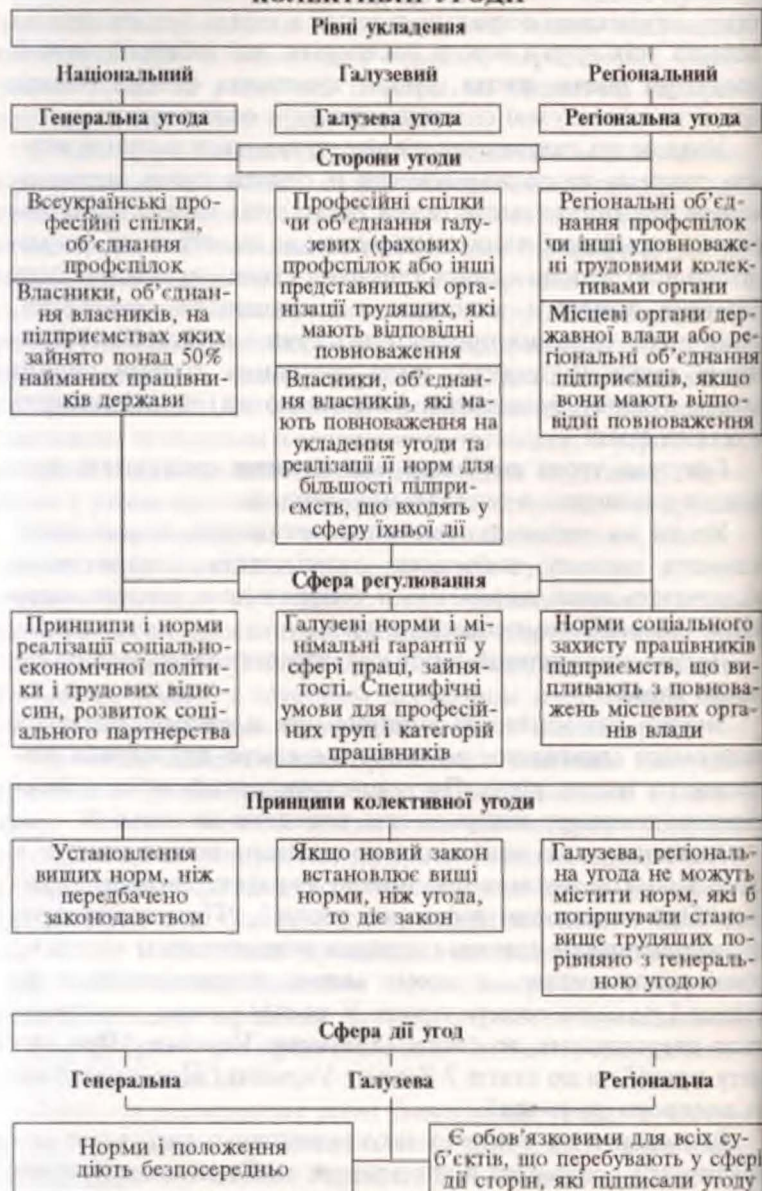 КОЛЕКТИВНІ УГОДИ
Рівні укладення
Національний
Галузевий
Регіональний
Генеральна угода
Галузева угода
Регіональна угода
Сторони угоди
Всеукраїнські про-
фесійні спілки,
об’єднання
профспілок
Власники, об’єднан-
ня власників, на
підприємствах яких
зайнято понад 50%
найманих працівни-
ків держави
Професійні спілки
чи об’єднання галу-
зевих (фахових)
профспілок або інші
представницькі орга-
нізації трудящих, які
мають відповідні
повноваження
Власники, об’єднан-
ня власників, які ма-
ють повноваження на
укладення угоди та
реалізації її норм для
більшості підпри-
ємств, що входять у
сферу їхньої дії
Регіональні об’єд-
нання профспілок
чи інші уповноваже-
ні трудовими колек-
тивами органи
Місцеві органи дер-
жавної влади або ре-
гіональні об’єднання
підприємців, якщо
вони мають відпо-
відні повноваження
Сфера регулювання
Принципи і норми
реалізації соціально-
економічної політи-
ки і трудових відно-
син, розвиток соці-
ального партнерства
Галузеві норми і мі-
німальні гарантії у
сфері праці, зайня-
тості. Специфічні
умови для професій-
них груп і категорій
працівників
Норми соціального
захисту працівників
підприємств, що ви-
пливають з повнова-
жень місцевих орга-
нів влади
Принципи колективної угоди
Установлення
вищих норм, ніж
передбачено
законодавством
Якщо новий закон
встановлює вищі
норми, ніж угода,
то діє закон
Галузева, регіональ-
на угода не можуть
містити норм, які б
погіршували стано-
вище трудящих по-
рівняно з генераль-
ною угодою
Сфера дії угод
Генеральна
Галузева
Регіональна
Норми і положення
діють безпосередньо
Є обов’язковими для всіх су-
б’єктів, що перебувають у сфері
дії сторін, які підписали угоду